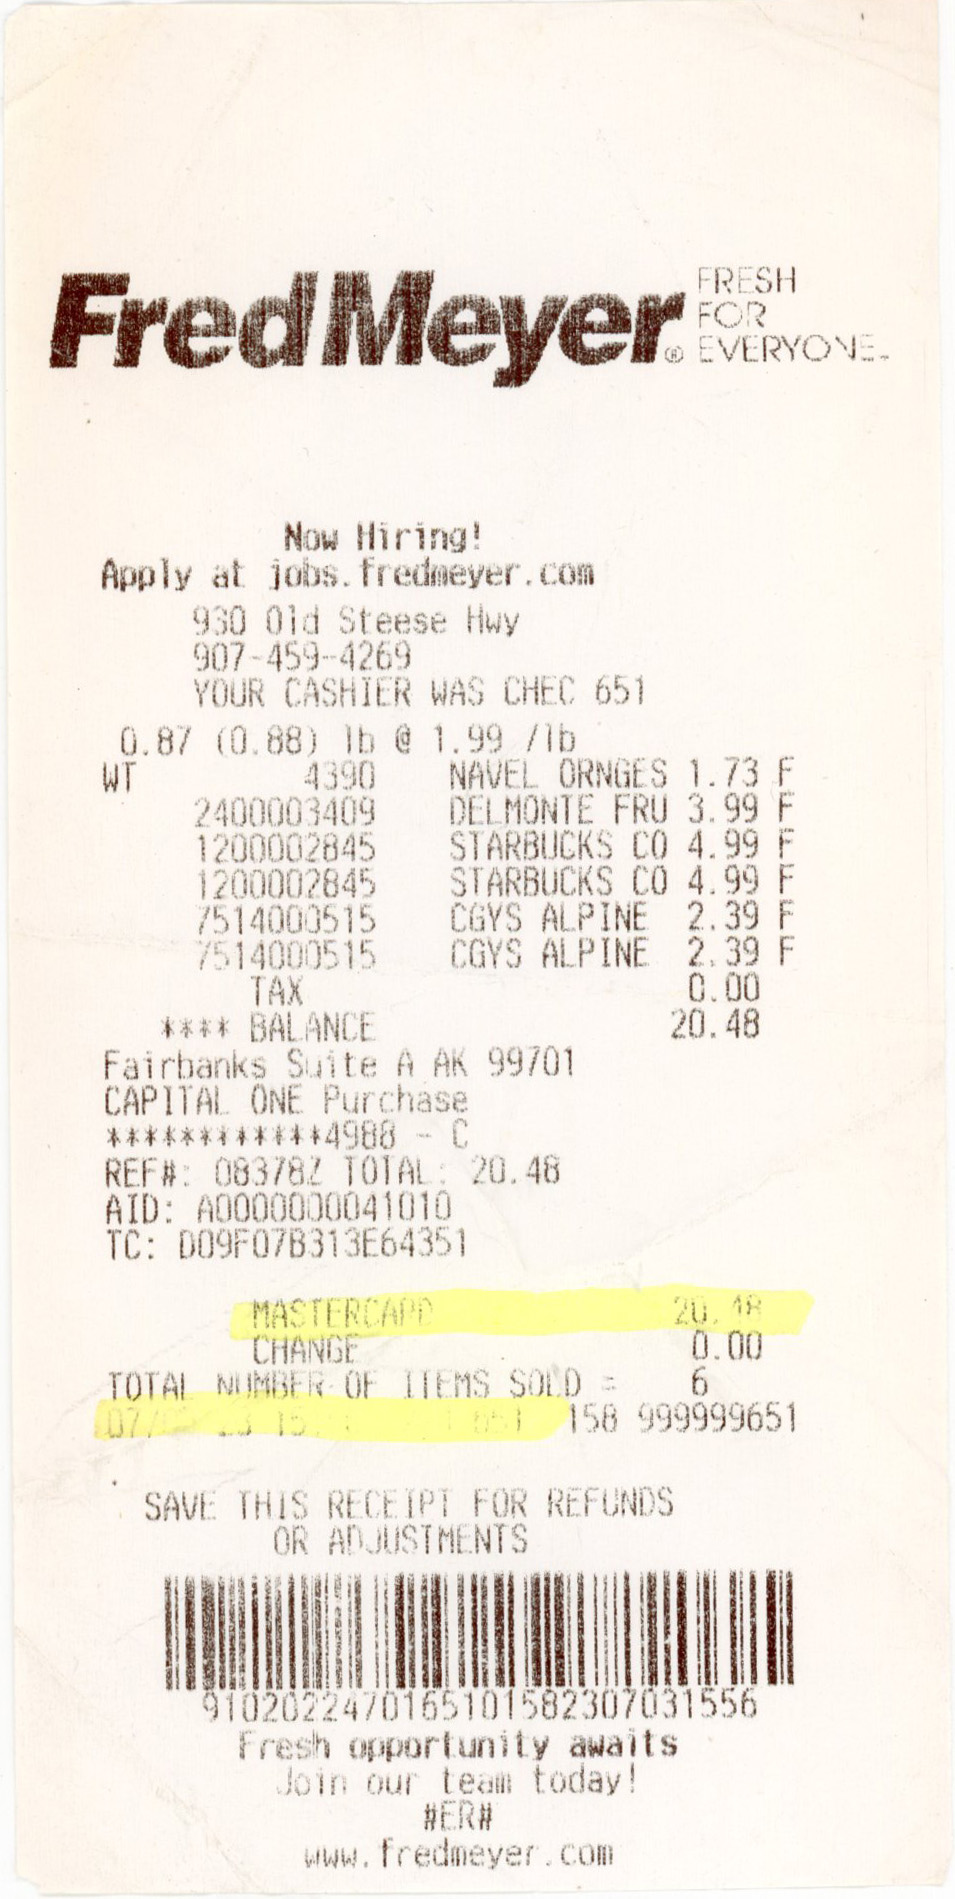 FredMeyer® FRESH
FOR
EVERYONE.
Now Hiring!
Apply at jobs.fredmeyer.com
930 Old Steese Hwy
907-459-4269
YOUR CASHIER WAS CHEC 651
0.87 (0.88) lb @ 1.99 /lb
WT 4390 NAVEL ORNGES 1.73 F
2400003409 DELMONTE FRU 3.99 F
1200002845 STARBUCKS CO 4.99 F
1200002845 STARBUCKS CO 4.99 F
7514000515 CGYS ALPINE 2.39 F
7514000515 CGYS ALPINE 2.39 F
TAX 0.00
**** BALANCE 20.48
Fairbanks Suite A AK 99701
CAPITAL ONE Purchase
************4988 - C
REF#: 08378Z TOTAL: 20.48
AID: A0000000041010
TC: D09F07B313E64351
MASTERCARD 20.48
CHANGE 0.00
TOTAL NUMBER OF ITEMS SOLD = 6
651 158 999999651
SAVE THIS RECEIPT FOR REFUNDS
OR ADJUSTMENTS
9102022470165101582307031556
Fresh opportunity awaits
Join our team today!
#ER#
www.fredmeyer.com